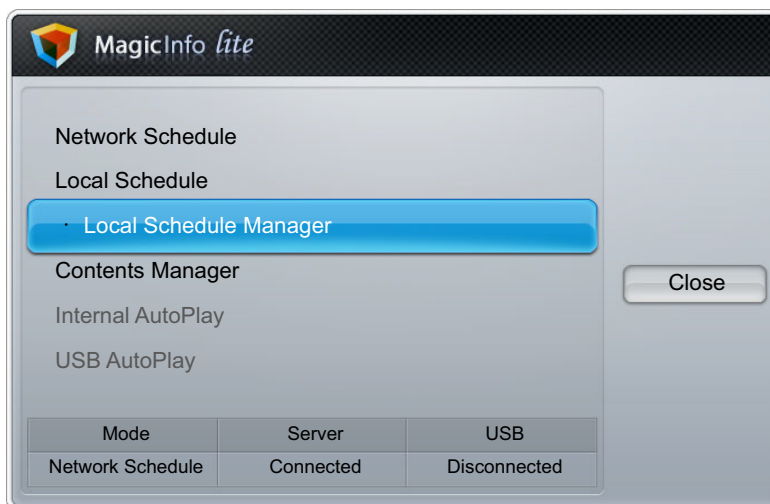 MagicInfo lite
Network Schedule
Local Schedule
· Local Schedule Manager
Contents Manager
Internal AutoPlay
USB AutoPlay
Close
Mode Server USB
Network Schedule Connected Disconnected